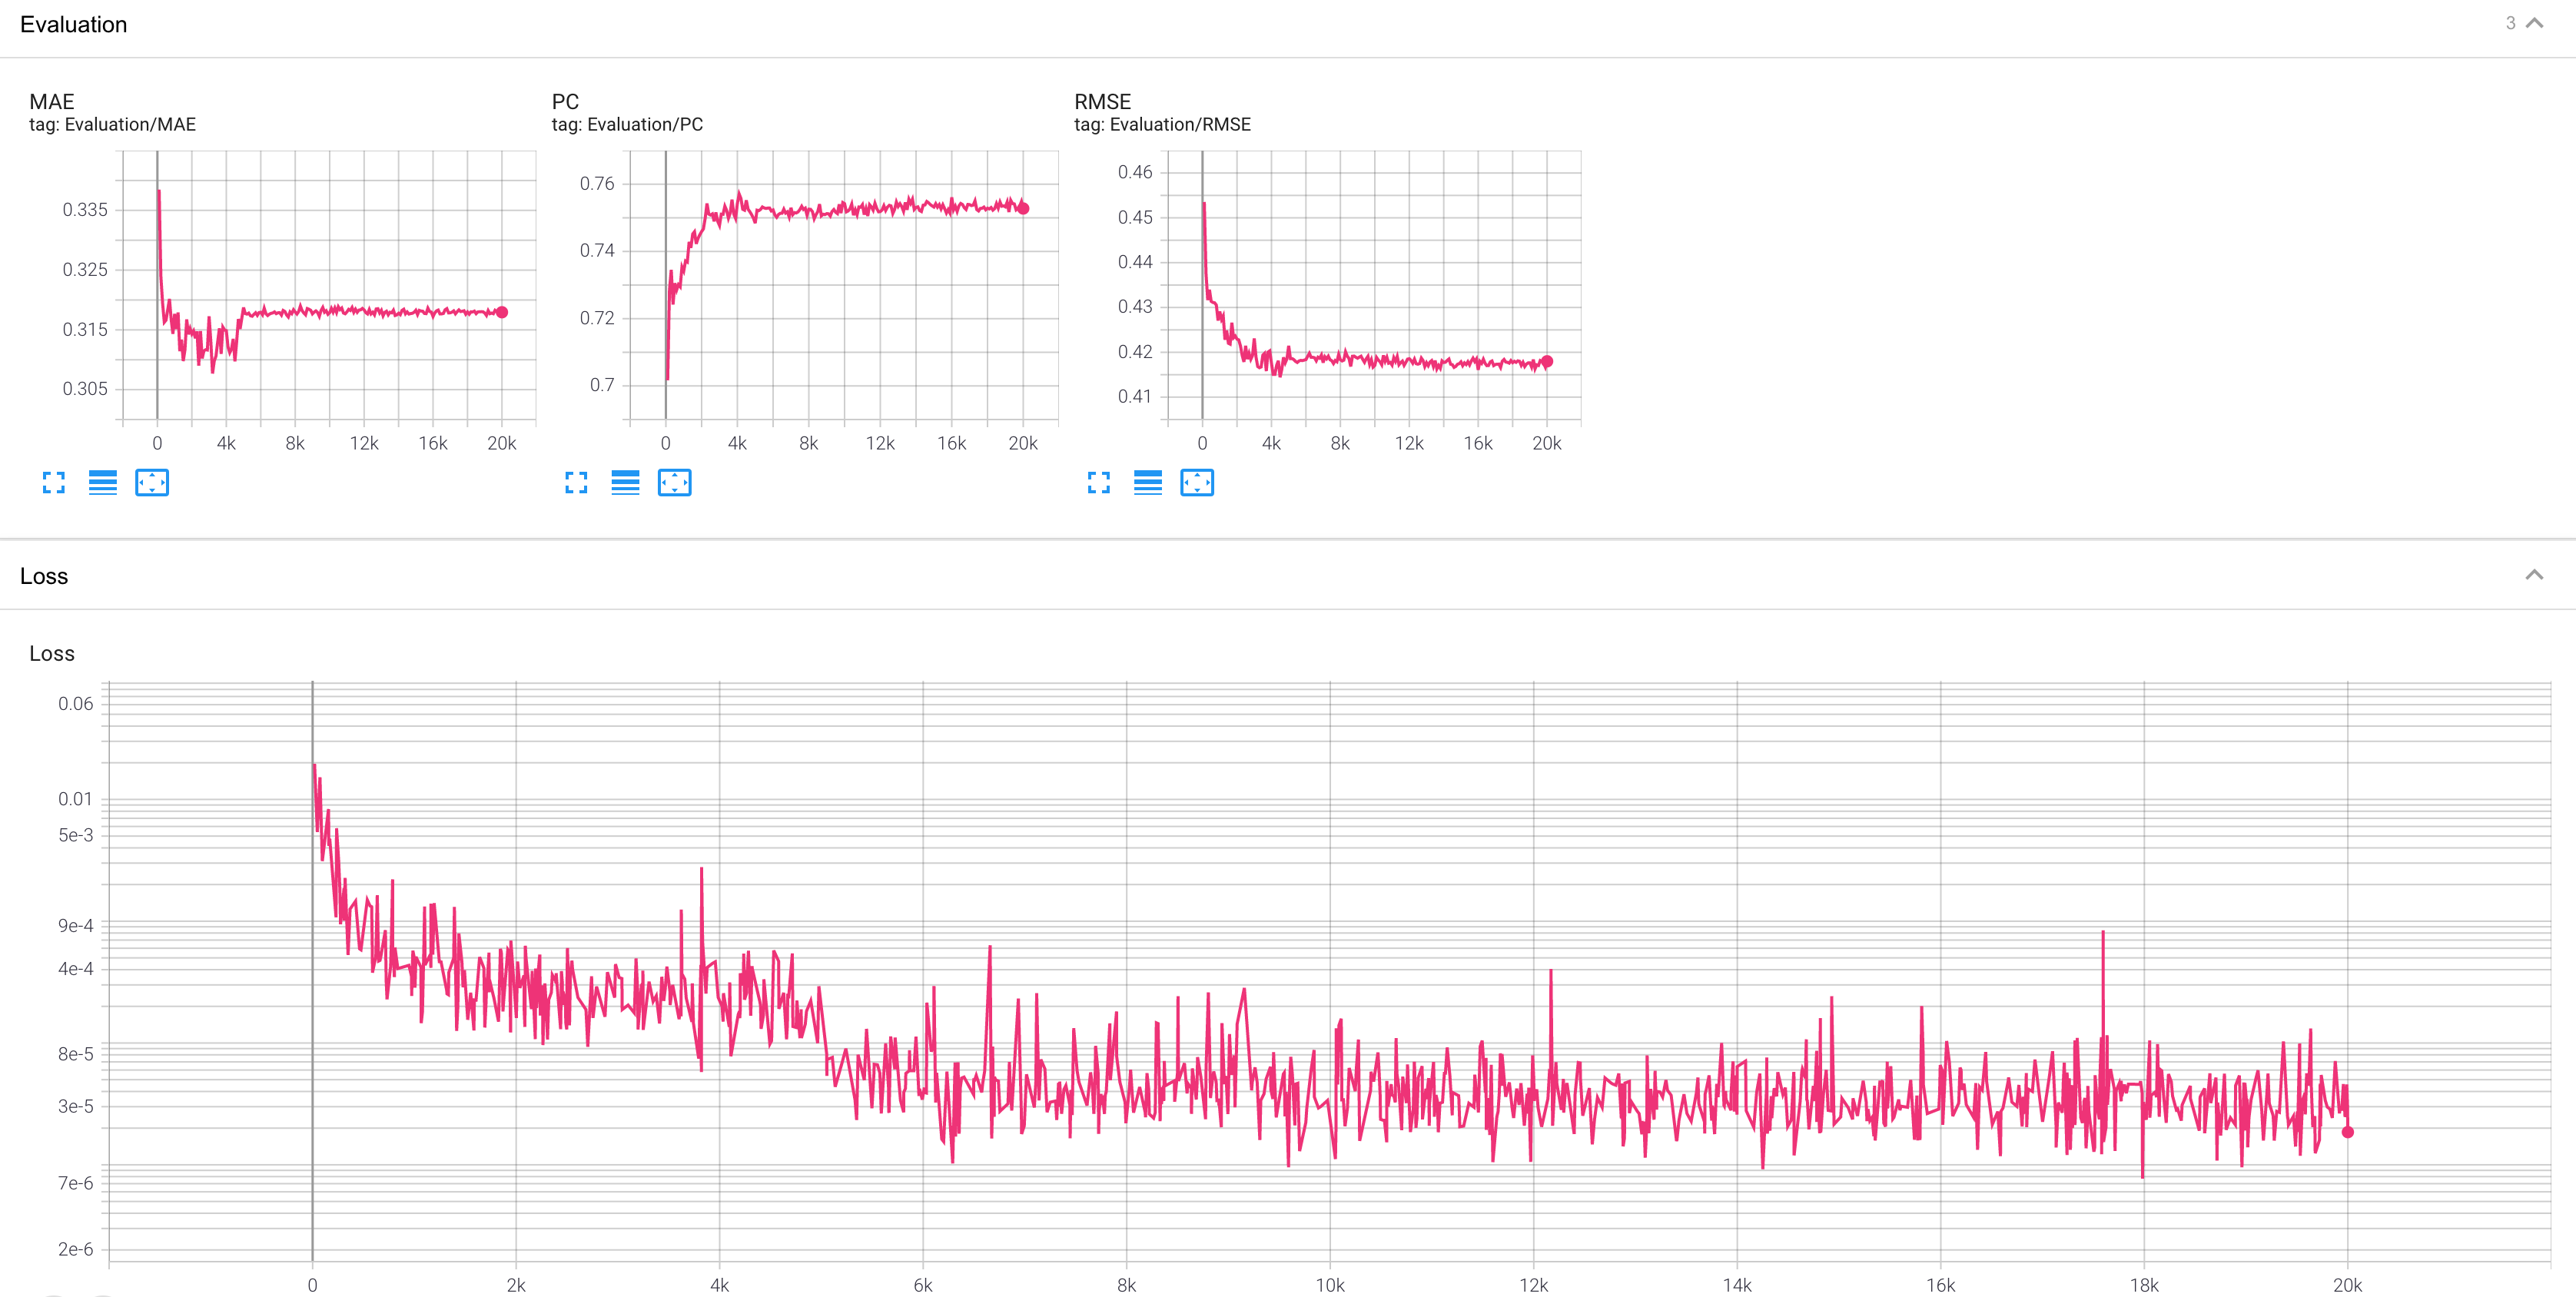 Evaluation
3
MAE
tag: Evaluation/MAE
0.335
0.325
0.315
0.305
0 4k 8k 12k 16k 20k
PC
tag: Evaluation/PC
0.76
0.74
0.72
0.7
0 4k 8k 12k 16k 20k
RMSE
tag: Evaluation/RMSE
0.46
0.45
0.44
0.43
0.42
0.41
0 4k 8k 12k 16k 20k
Loss
Loss
0.06
0.01
5e-3
9e-4
4e-4
8e-5
3e-5
7e-6
2e-6
0 2k 4k 6k 8k 10k 12k 14k 16k 18k 20k